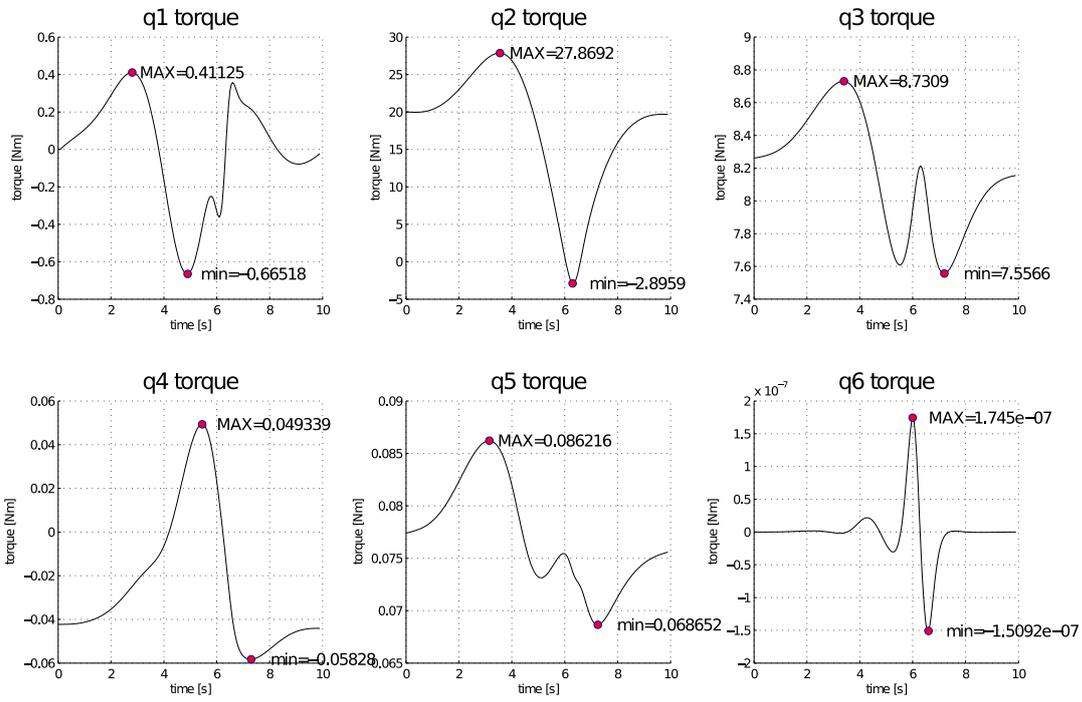 q1 torque
0.6
0.4
0.2
0
−0.2
−0.4
−0.6
−0.8
torque [Nm]
MAX=0.41125
min=−0.66518
0 2 4 6 8 10
time [s]
q2 torque
30
25
20
15
10
5
0
−5
torque [Nm]
MAX=27.8692
min=−2.8959
0 2 4 6 8 10
time [s]
q3 torque
9
8.8
8.6
8.4
8.2
8
7.8
7.6
7.4
torque [Nm]
MAX=8.7309
min=7.5566
0 2 4 6 8 10
time [s]
q4 torque
0.06
0.04
0.02
0
−0.02
−0.04
−0.06
torque [Nm]
MAX=0.049339
min=−0.05828
0 2 4 6 8 10
time [s]
q5 torque
0.09
0.085
0.08
0.075
0.07
0.065
torque [Nm]
MAX=0.086216
min=0.068652
0 2 4 6 8 10
time [s]
q6 torque
x 10⁻⁷
2
1.5
1
0.5
0
−0.5
−1
−1.5
−2
torque [Nm]
MAX=1.745e−07
min=−1.5092e−07
0 2 4 6 8 10
time [s]